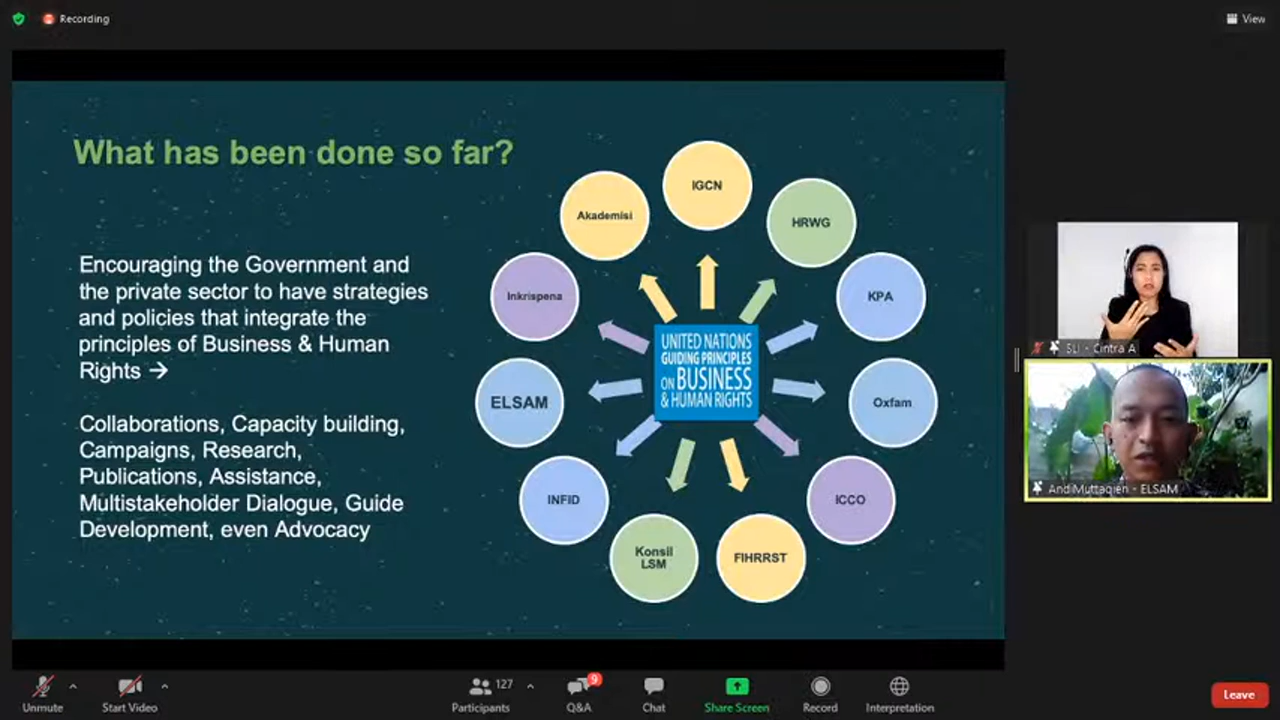 Recording
View
What has been done so far?
Encouraging the Government and
the private sector to have strategies
and policies that integrate the
principles of Business & Human
Rights →
Collaborations, Capacity building,
Campaigns, Research,
Publications, Assistance,
Multistakeholder Dialogue, Guide
Development, even Advocacy
IGCN
HRWG
KPA
Oxfam
ICCO
FIHRRST
Konsil
LSM
INFID
ELSAM
Inkrispena
Akademisi
UNITED NATIONS
GUIDING PRINCIPLES
ON BUSINESS
& HUMAN RIGHTS
SLI - Cintra A
Andi Muttaqien - ELSAM
Unmute
Start Video
127
Participants
9
Q&A
Chat
Share Screen
Record
Interpretation
Leave